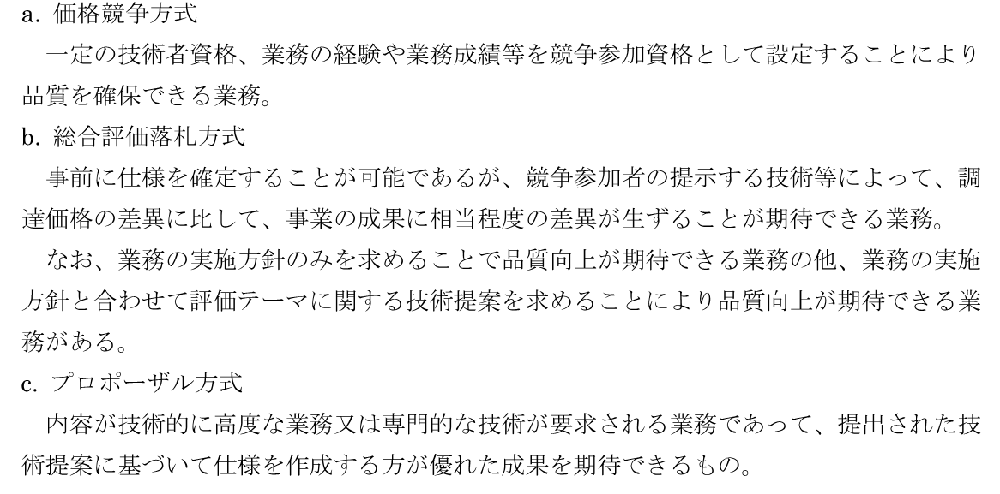 a. 価格競争方式
一定の技術者資格、業務の経験や業務成績等を競争参加資格として設定することにより
品質を確保できる業務。
b. 総合評価落札方式
事前に仕様を確定することが可能であるが、競争参加者の提示する技術等によって、調
達価格の差異に比して、事業の成果に相当程度の差異が生ずることが期待できる業務。
なお、業務の実施方針のみを求めることで品質向上が期待できる業務の他、業務の実施
方針と合わせて評価テーマに関する技術提案を求めることにより品質向上が期待できる業
務がある。
c. プロポーザル方式
内容が技術的に高度な業務又は専門的な技術が要求される業務であって、提出された技
術提案に基づいて仕様を作成する方が優れた成果を期待できるもの。